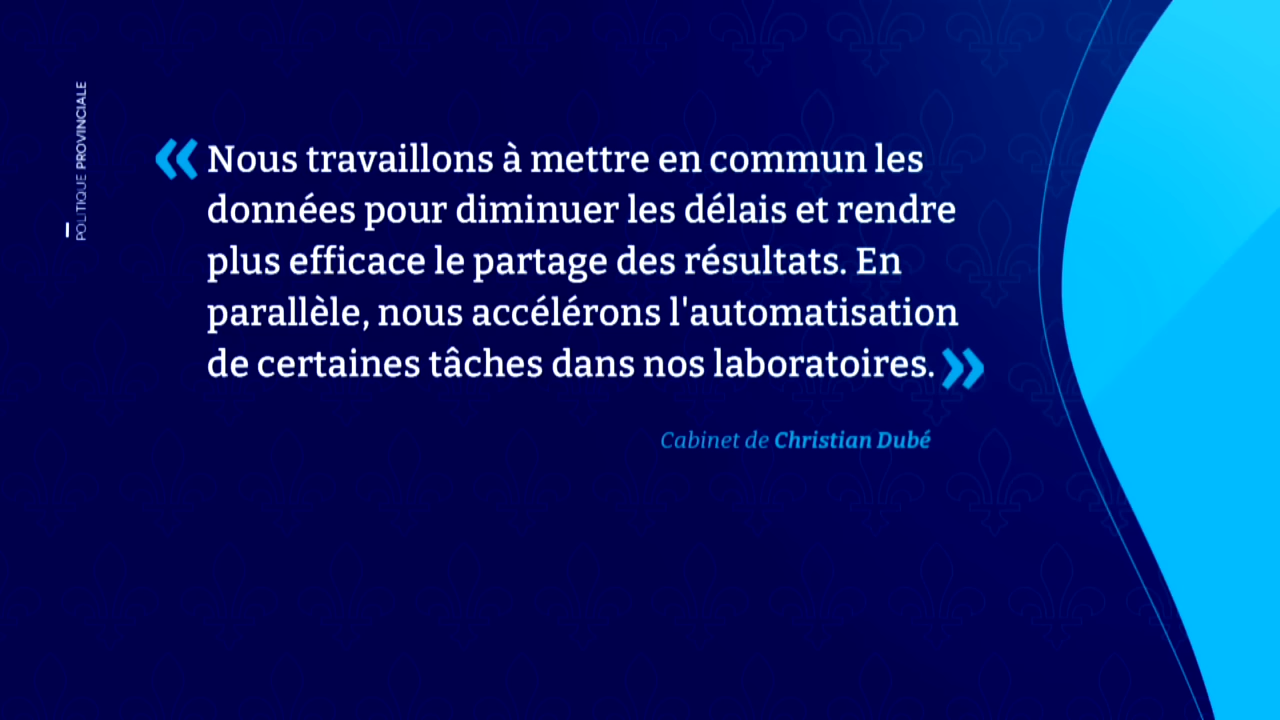 POLITIQUE PROVINCIALE
« Nous travaillons à mettre en commun les
données pour diminuer les délais et rendre
plus efficace le partage des résultats. En
parallèle, nous accélérons l'automatisation
de certaines tâches dans nos laboratoires. »
Cabinet de Christian Dubé